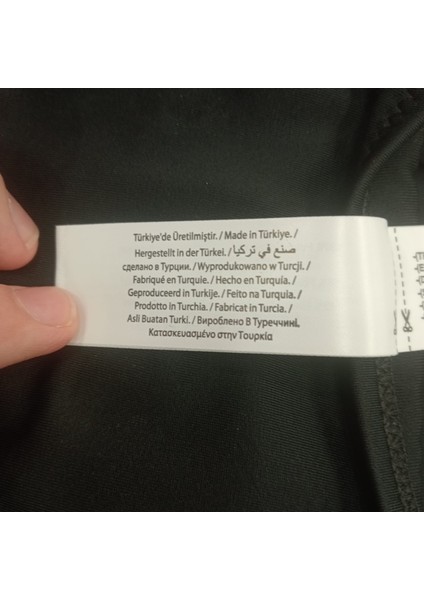 Türkiye'de Üretilmiştir. / Made in Türkiye. /
Hergestellt in der Türkei. / صنع في تركيا /
сделано в Турции. / Wyprodukowano w Turcji. /
Fabriqué en Turquie. / Hecho en Turquía. /
Geproduceerd in Turkije. / Feito na Turquia. /
Prodotto in Turchia. / Fabricat in Turcia. /
Asli Buatan Turki. / Вироблено В Туреччині.
Κατασκευασμένο στην Τουρκία